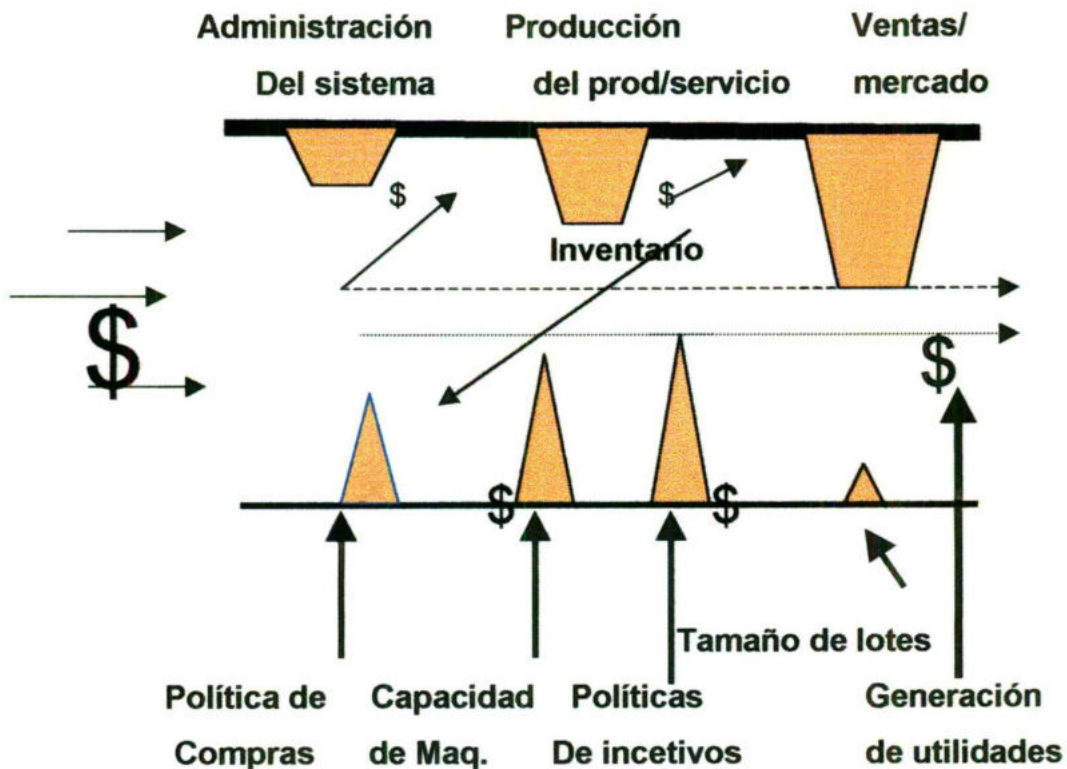 Administración Producción Ventas/
Del sistema del prod/servicio mercado
$ $
Inventario
$ $
$ $
Tamaño de lotes
Política de Capacidad Políticas Generación
Compras de Maq. De incetivos de utilidades